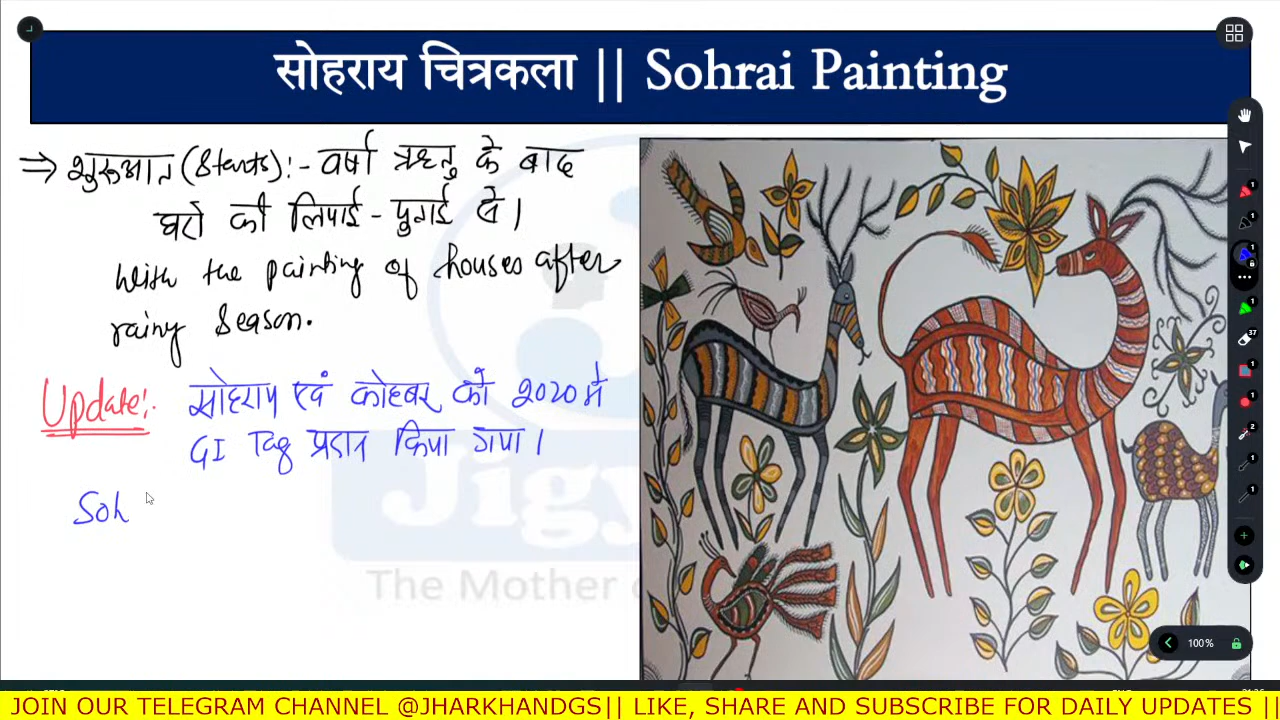 सोहराय चित्रकला || Sohrai Painting
⇒ शुरूआत (Starts):- वर्षा ऋतु के बाद
घरो की लिपाई - पुताई से।
With the painting of houses after
rainy Season.
Update:- सोहराय एवं कोहबर को 2020 मे
GI Tag प्रदान किया गया।
Soh
Jigy
The Mother
100%
JOIN OUR TELEGRAM CHANNEL @JHARKHANDGS|| LIKE, SHARE AND SUBSCRIBE FOR DAILY UPDATES ||